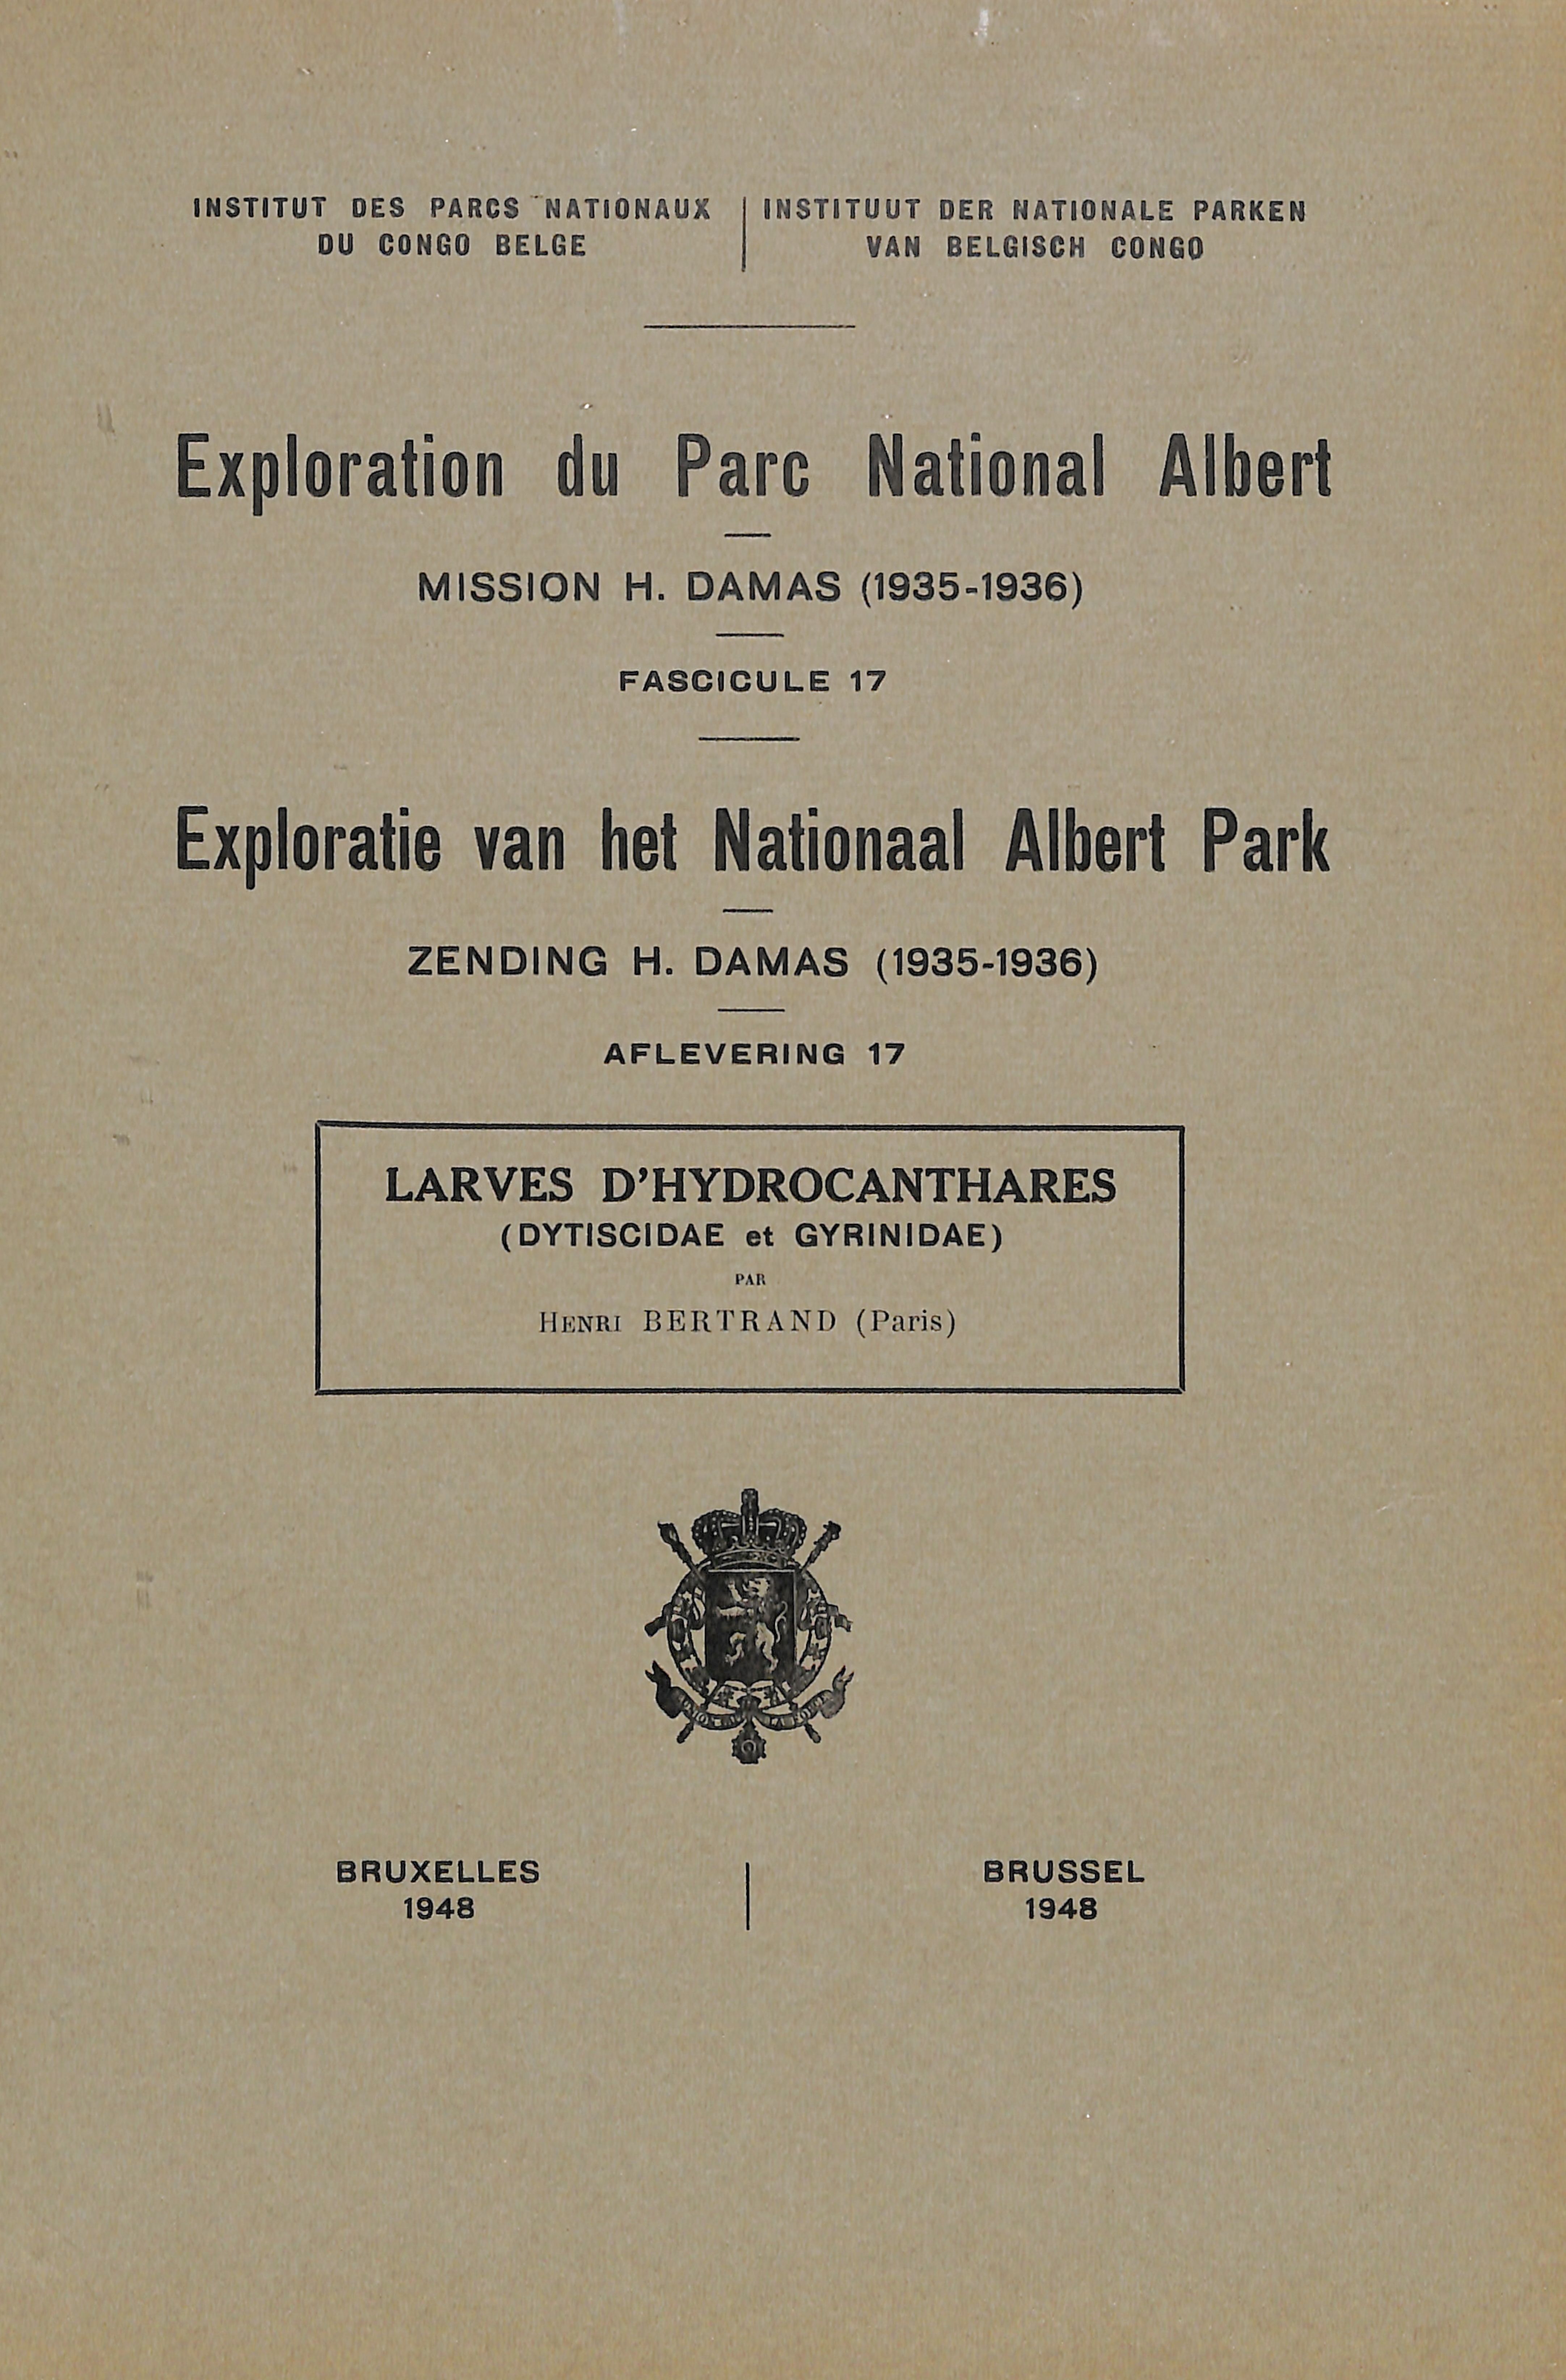 INSTITUT DES PARCS NATIONAUX
DU CONGO BELGE
INSTITUUT DER NATIONALE PARKEN
VAN BELGISCH CONGO
Exploration du Parc National Albert
MISSION H. DAMAS (1935-1936)
FASCICULE 17
Exploratie van het Nationaal Albert Park
ZENDING H. DAMAS (1935-1936)
AFLEVERING 17
LARVES D'HYDROCANTHARES
(DYTISCIDAE et GYRINIDAE)
PAR
HENRI BERTRAND (Paris)
BRUXELLES
1948
BRUSSEL
1948